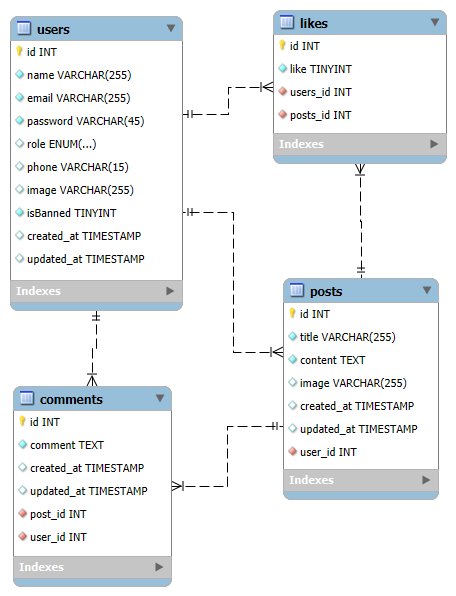 users
id INT
name VARCHAR(255)
email VARCHAR(255)
password VARCHAR(45)
role ENUM(...)
phone VARCHAR(15)
image VARCHAR(255)
isBanned TINYINT
created_at TIMESTAMP
updated_at TIMESTAMP
Indexes
likes
id INT
like TINYINT
users_id INT
posts_id INT
Indexes
posts
id INT
title VARCHAR(255)
content TEXT
image VARCHAR(255)
created_at TIMESTAMP
updated_at TIMESTAMP
user_id INT
Indexes
comments
id INT
comment TEXT
created_at TIMESTAMP
updated_at TIMESTAMP
post_id INT
user_id INT
Indexes